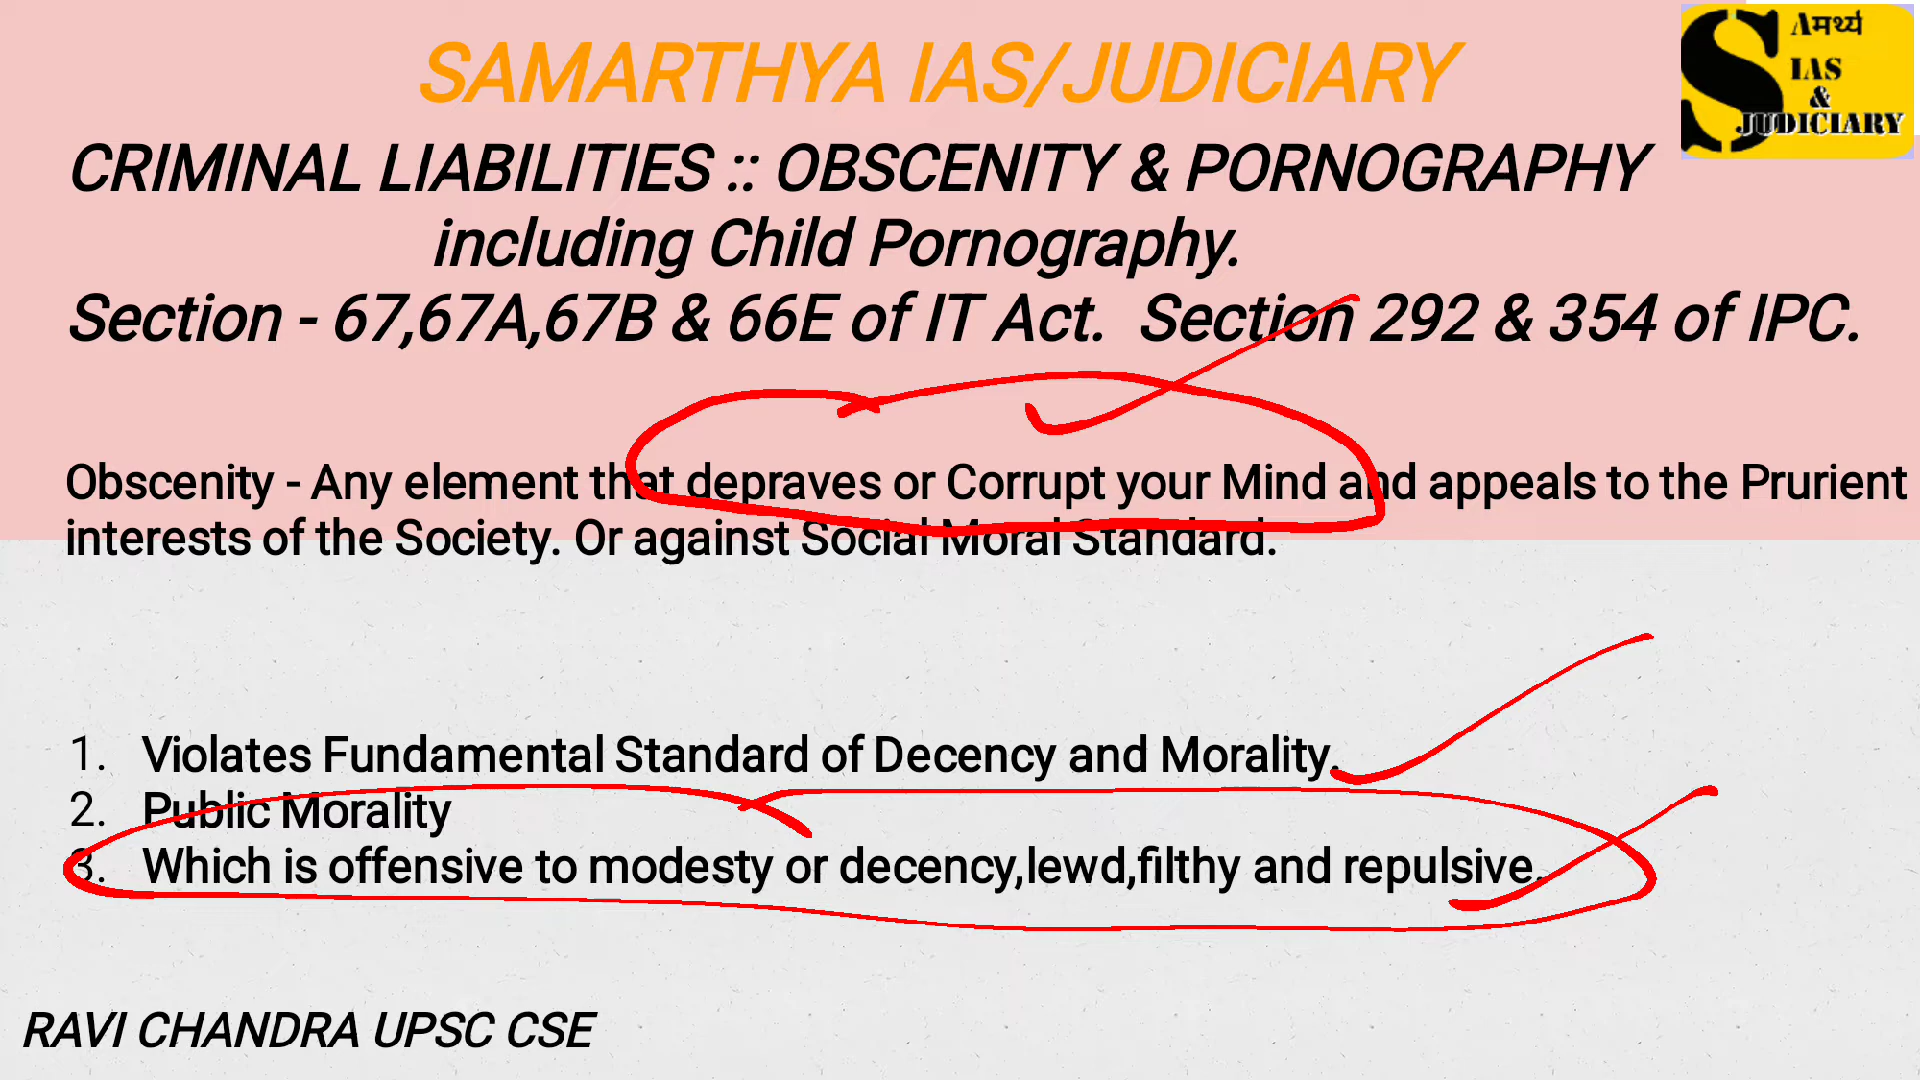 SAMARTHYA IAS/JUDICIARY
Aमर्थ्य
IAS
&
JUDICIARY
CRIMINAL LIABILITIES :: OBSCENITY & PORNOGRAPHY
including Child Pornography.
Section - 67,67A,67B & 66E of IT Act. Section 292 & 354 of IPC.
Obscenity - Any element that depraves or Corrupt your Mind and appeals to the Prurient
interests of the Society. Or against Social Moral Standard.
1. Violates Fundamental Standard of Decency and Morality.
2. Public Morality
3. Which is offensive to modesty or decency,lewd,filthy and repulsive.
RAVI CHANDRA UPSC CSE